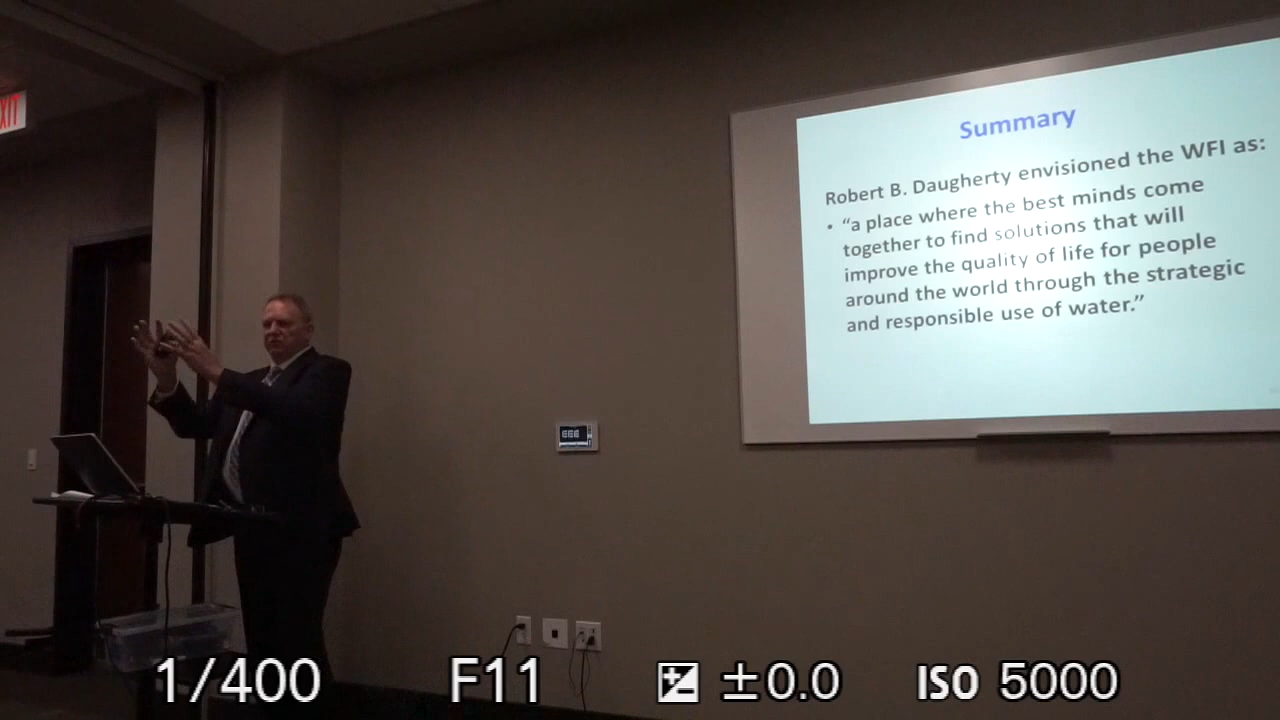 XIT
Summary
Robert B. Daugherty envisioned the WFI as:
• “a place where the best minds come
together to find solutions that will
improve the quality of life for people
around the world through the strategic
and responsible use of water.”
EEE
1/400 F11 ±0.0 ISO 5000